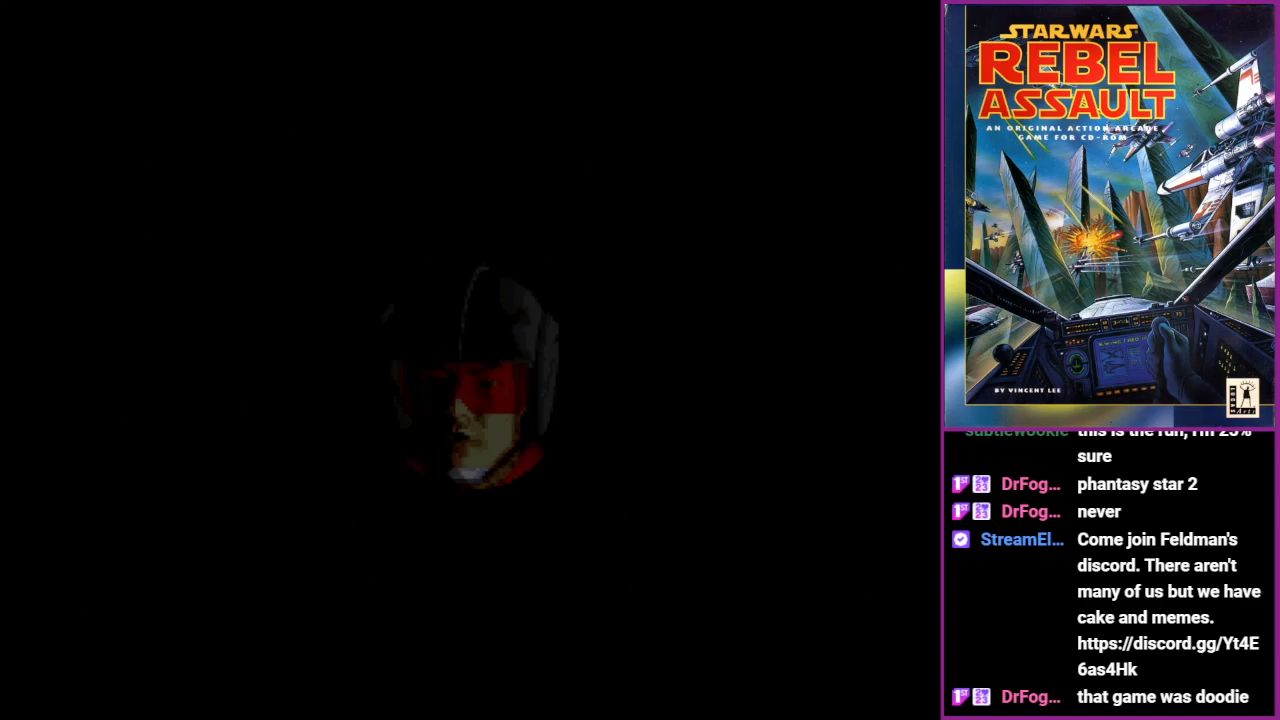 STAR WARS
REBEL
ASSAULT
AN ORIGINAL ACTION ARCADE
GAME FOR CD-ROM
BY VINCENT LEE
subtlewookie this is the run, I'm 23% sure
DrFog... phantasy star 2
DrFog... never
StreamEl... Come join Feldman's
discord. There aren't
many of us but we have
cake and memes.
https://discord.gg/Yt4E
6as4Hk
DrFog... that game was doodie